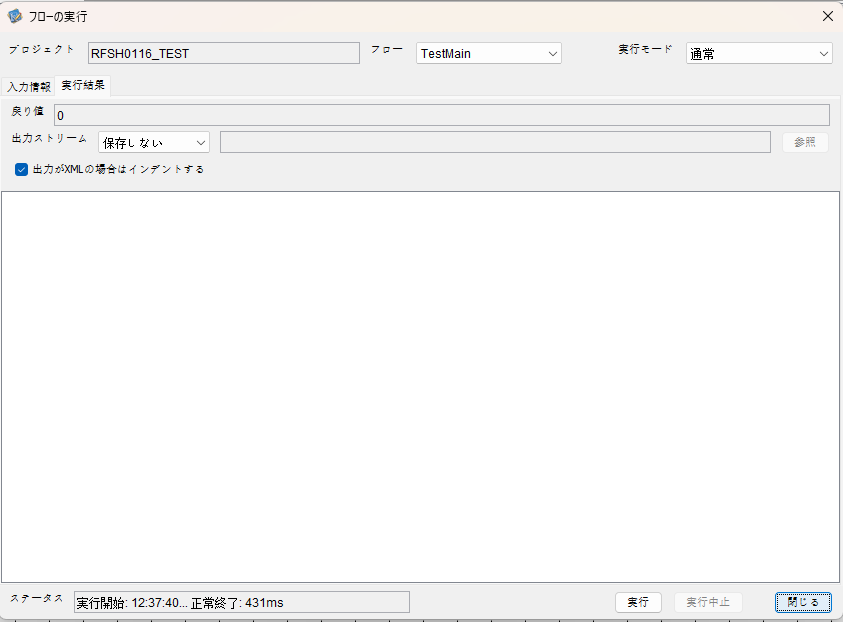 フローの実行
プロジェクト RFSH0116_TEST フロー TestMain 実行モード 通常
入力情報 実行結果
戻り値 0
出力ストリーム 保存しない 参照
出力がXMLの場合はインデントする
ステータス 実行開始: 12:37:40... 正常終了: 431ms 実行 実行中止 閉じる